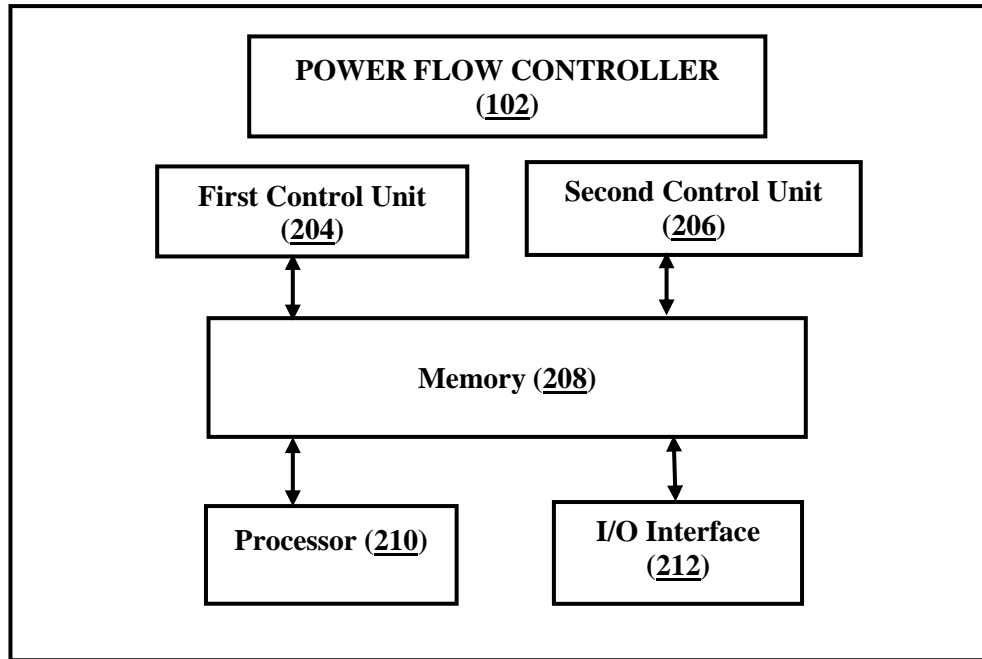 POWER FLOW CONTROLLER
(102)
First Control Unit
(204)
Second Control Unit
(206)
Memory (208)
Processor (210)
I/O Interface
(212)